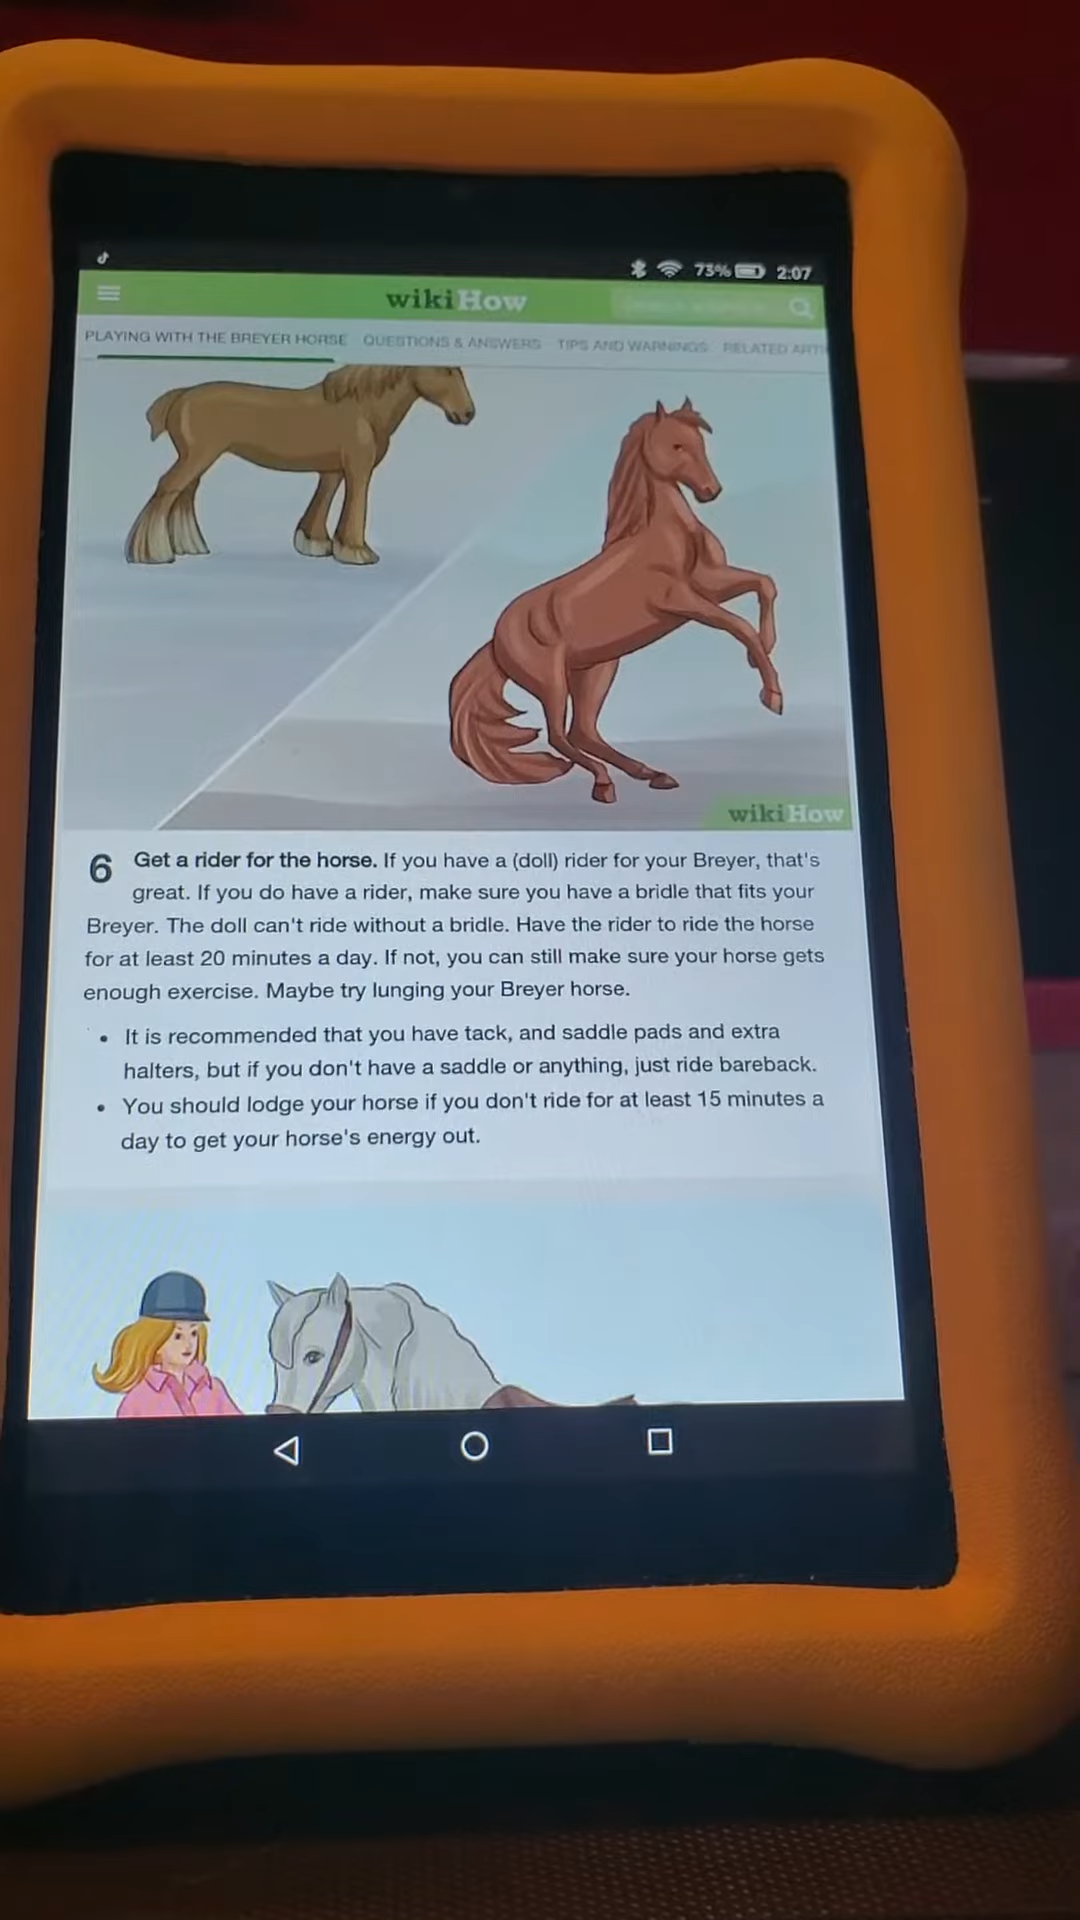 73% 2:07
wikiHow
PLAYING WITH THE BREYER HORSE QUESTIONS & ANSWERS TIPS AND WARNINGS RELATED ARTI
wikiHow
6 Get a rider for the horse. If you have a (doll) rider for your Breyer, that's
great. If you do have a rider, make sure you have a bridle that fits your
Breyer. The doll can't ride without a bridle. Have the rider to ride the horse
for at least 20 minutes a day. If not, you can still make sure your horse gets
enough exercise. Maybe try lunging your Breyer horse.
• It is recommended that you have tack, and saddle pads and extra
halters, but if you don't have a saddle or anything, just ride bareback.
• You should lodge your horse if you don't ride for at least 15 minutes a
day to get your horse's energy out.